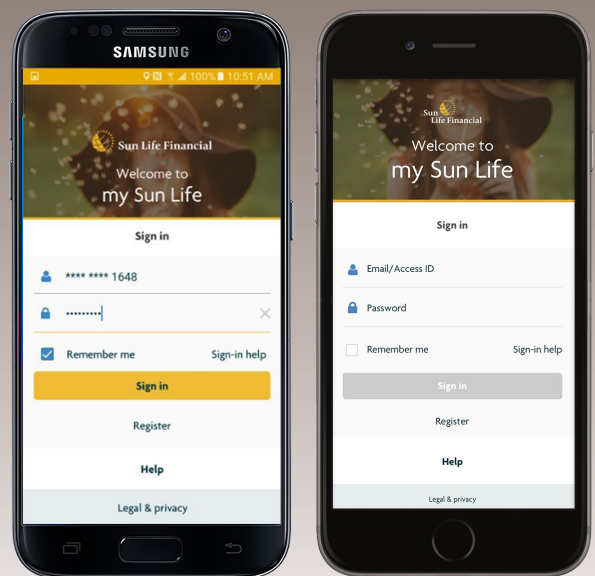 SAMSUNG
100% 10:51 AM
Sun Life Financial
Welcome to
my Sun Life
Sign in
**** **** 1648
•••••••••
Remember me
Sign-in help
Sign in
Register
Help
Legal & privacy
Sun
Life Financial
Welcome to
my Sun Life
Sign in
Email/Access ID
Password
Remember me
Sign-in help
Sign in
Register
Help
Legal & privacy